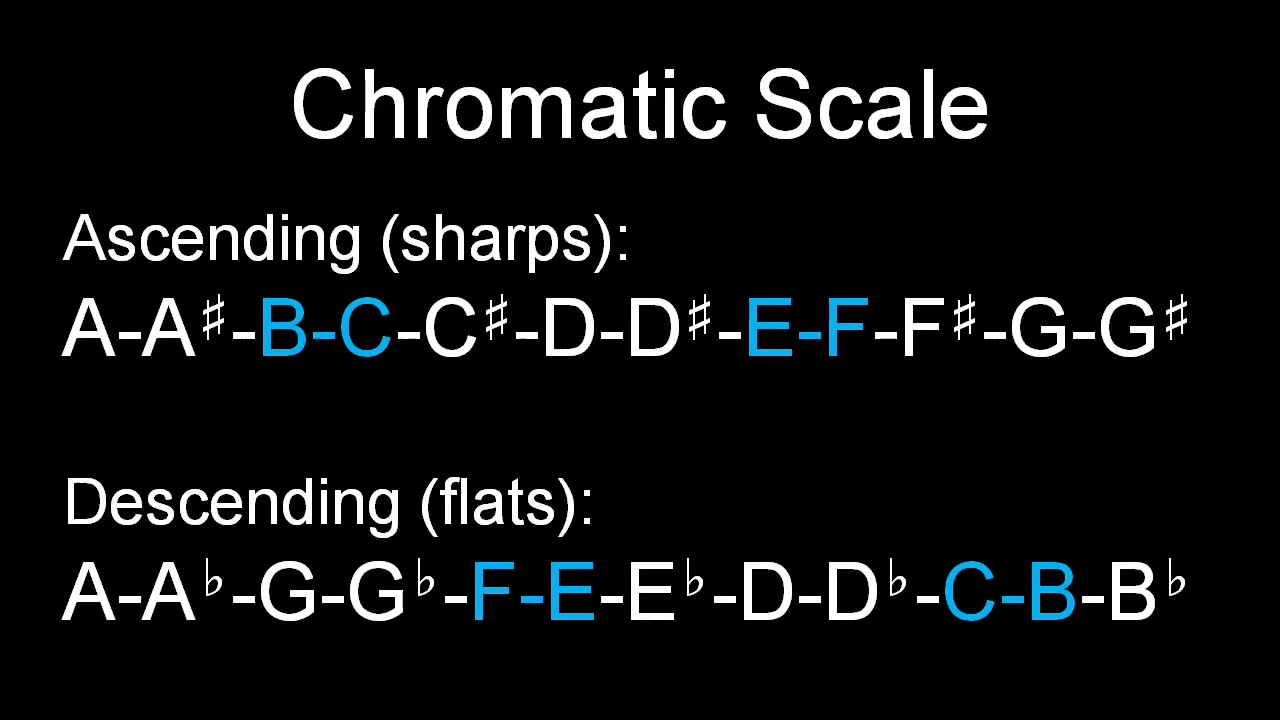 Chromatic Scale
Ascending (sharps):
A-A♯-B-C-C♯-D-D♯-E-F-F♯-G-G♯
Descending (flats):
A-A♭-G-G♭-F-E-E♭-D-D♭-C-B-B♭